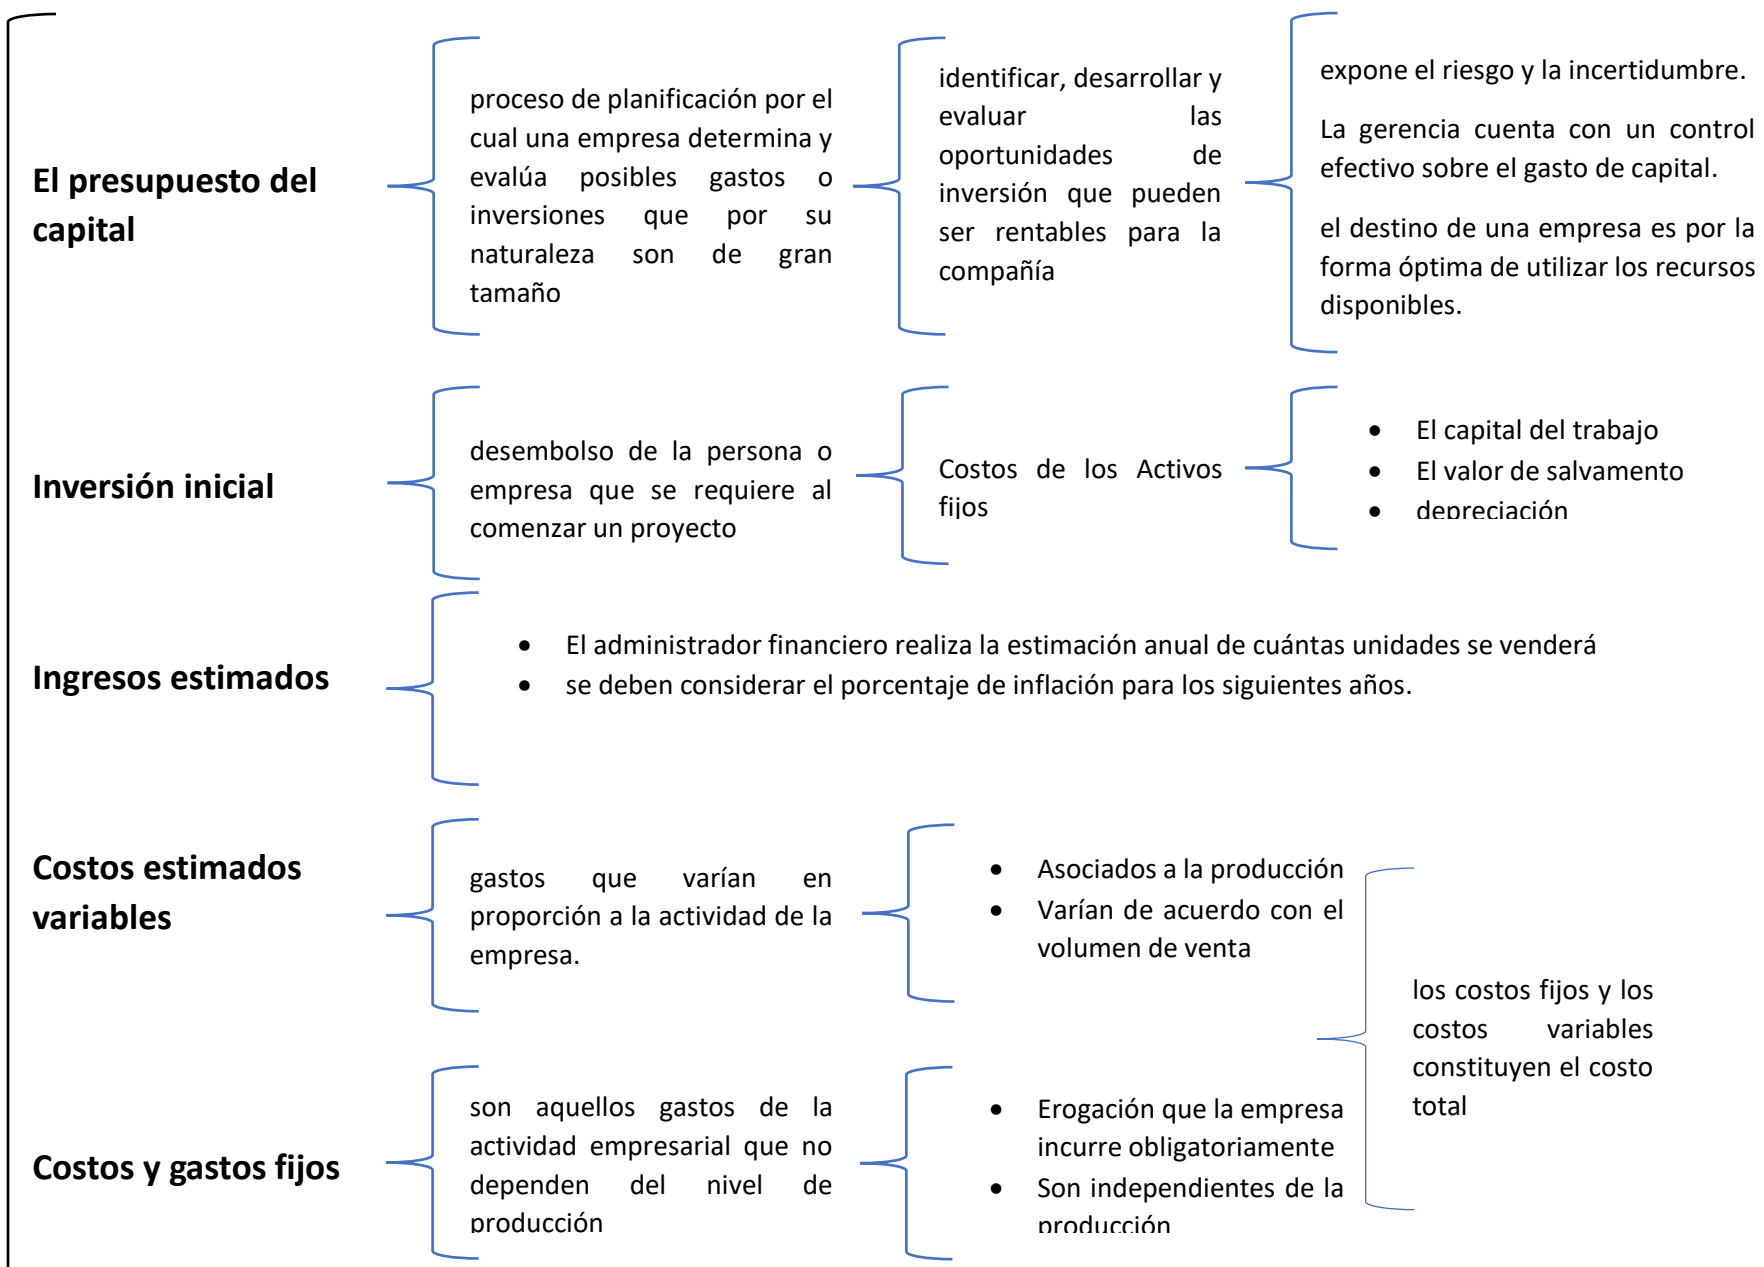 El presupuesto del
capital
proceso de planificación por el
cual una empresa determina y
evalúa posibles gastos o
inversiones que por su
naturaleza son de gran
tamaño
identificar, desarrollar y
evaluar las
oportunidades de
inversión que pueden
ser rentables para la
compañía
expone el riesgo y la incertidumbre.
La gerencia cuenta con un control
efectivo sobre el gasto de capital.
el destino de una empresa es por la
forma óptima de utilizar los recursos
disponibles.
Inversión inicial
desembolso de la persona o
empresa que se requiere al
comenzar un proyecto
Costos de los Activos
fijos
• El capital del trabajo
• El valor de salvamento
• depreciación
Ingresos estimados
• El administrador financiero realiza la estimación anual de cuántas unidades se venderá
• se deben considerar el porcentaje de inflación para los siguientes años.
Costos estimados
variables
gastos que varían en
proporción a la actividad de la
empresa.
• Asociados a la producción
• Varían de acuerdo con el
volumen de venta
Costos y gastos fijos
son aquellos gastos de la
actividad empresarial que no
dependen del nivel de
producción
• Erogación que la empresa
incurre obligatoriamente
• Son independientes de la
producción
los costos fijos y los
costos variables
constituyen el costo
total